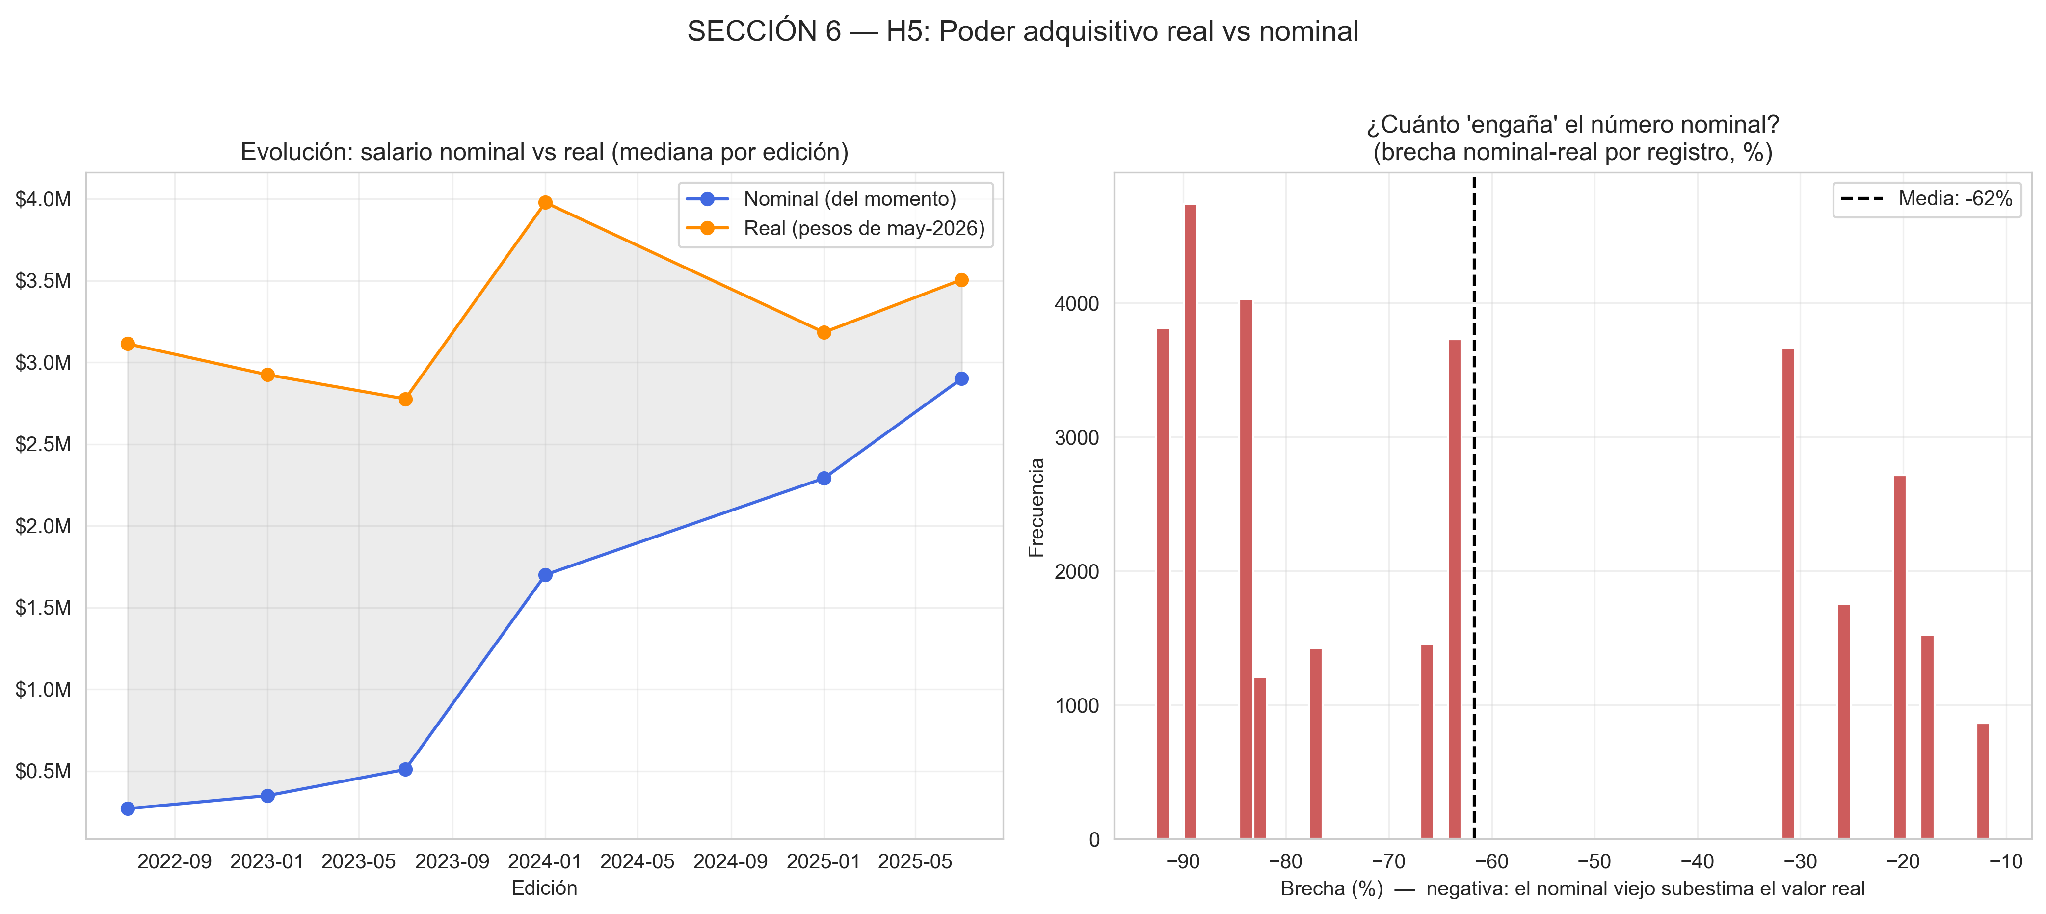 SECCIÓN 6 — H5: Poder adquisitivo real vs nominal
Evolución: salario nominal vs real (mediana por edición)
$4.0M
$3.5M
$3.0M
$2.5M
$2.0M
$1.5M
$1.0M
$0.5M
Nominal (del momento)
Real (pesos de may-2026)
2022-09 2023-01 2023-05 2023-09 2024-01 2024-05 2024-09 2025-01 2025-05
Edición
¿Cuánto 'engaña' el número nominal?
(brecha nominal-real por registro, %)
Media: -62%
Frecuencia
4000
3000
2000
1000
0
−90 −80 −70 −60 −50 −40 −30 −20 −10
Brecha (%) — negativa: el nominal viejo subestima el valor real